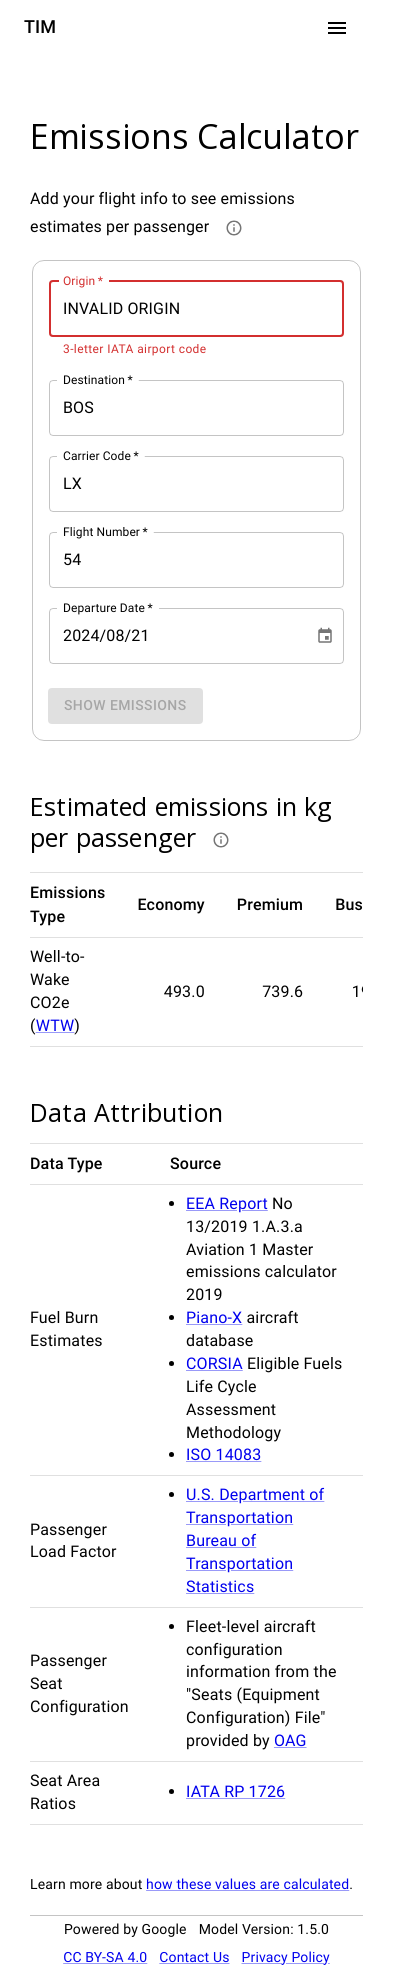 TIM
Emissions Calculator
Add your flight info to see emissions
estimates per passenger
Origin *
INVALID ORIGIN
3-letter IATA airport code
Destination *
BOS
Carrier Code *
LX
Flight Number *
54
Departure Date *
2024/08/21
SHOW EMISSIONS
Estimated emissions in kg
per passenger
Emissions
Type
Economy
Premium
Bus
Well-to-
Wake
CO2e
(WTW)
493.0
739.6
Data Attribution
Data Type
Source
Fuel Burn
Estimates
• EEA Report No
13/2019 1.A.3.a
Aviation 1 Master
emissions calculator
2019
• Piano-X aircraft
database
• CORSIA Eligible Fuels
Life Cycle
Assessment
Methodology
• ISO 14083
Passenger
Load Factor
• U.S. Department of
Transportation
Bureau of
Transportation
Statistics
Passenger
Seat
Configuration
• Fleet-level aircraft
configuration
information from the
"Seats (Equipment
Configuration) File"
provided by OAG
Seat Area
Ratios
• IATA RP 1726
Learn more about how these values are calculated.
Powered by Google Model Version: 1.5.0
CC BY-SA 4.0 Contact Us Privacy Policy